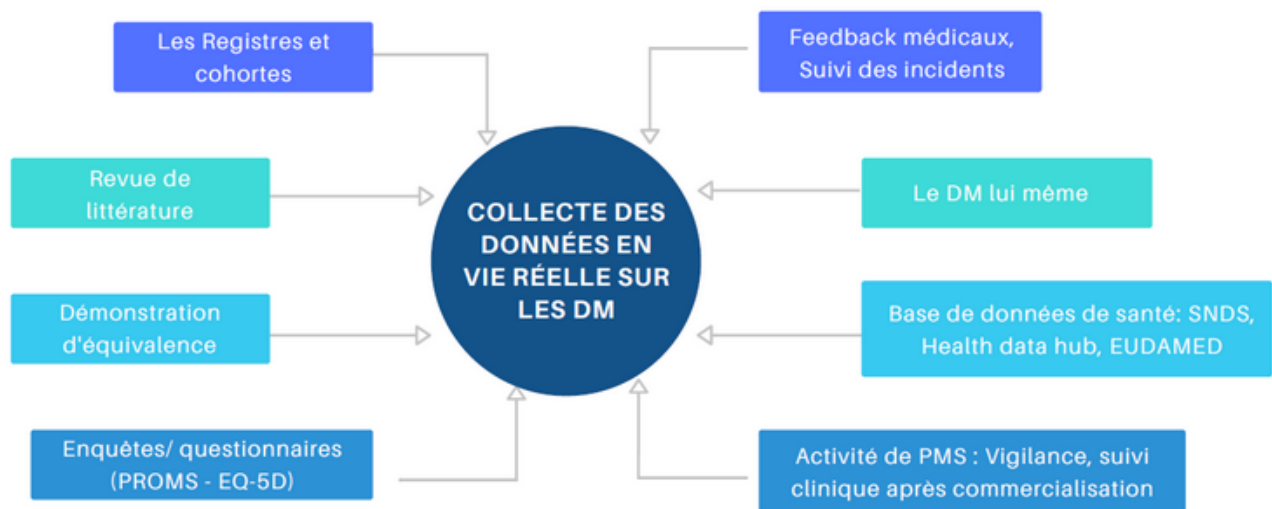 Les Registres et
cohortes
Feedback médicaux,
Suivi des incidents
Revue de
littérature
Le DM lui même
COLLECTE DES
DONNÉES EN
VIE RÉELLE SUR
LES DM
Démonstration
d'équivalence
Base de données de santé: SNDS,
Health data hub, EUDAMED
Enquêtes/ questionnaires
(PROMS - EQ-5D)
Activité de PMS : Vigilance, suivi
clinique après commercialisation